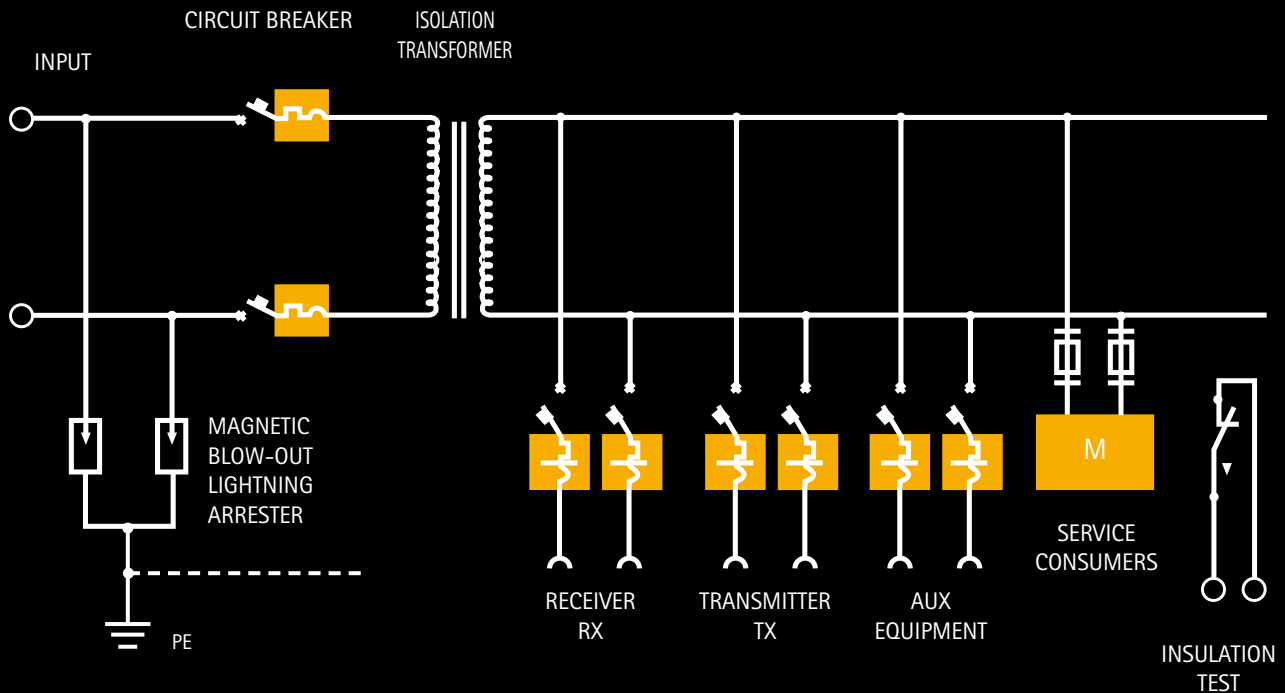 CIRCUIT BREAKER
ISOLATION
TRANSFORMER
INPUT
MAGNETIC
BLOW-OUT
LIGHTNING
ARRESTER
PE
M
RECEIVER
RX
TRANSMITTER
TX
AUX
EQUIPMENT
SERVICE
CONSUMERS
INSULATION
TEST